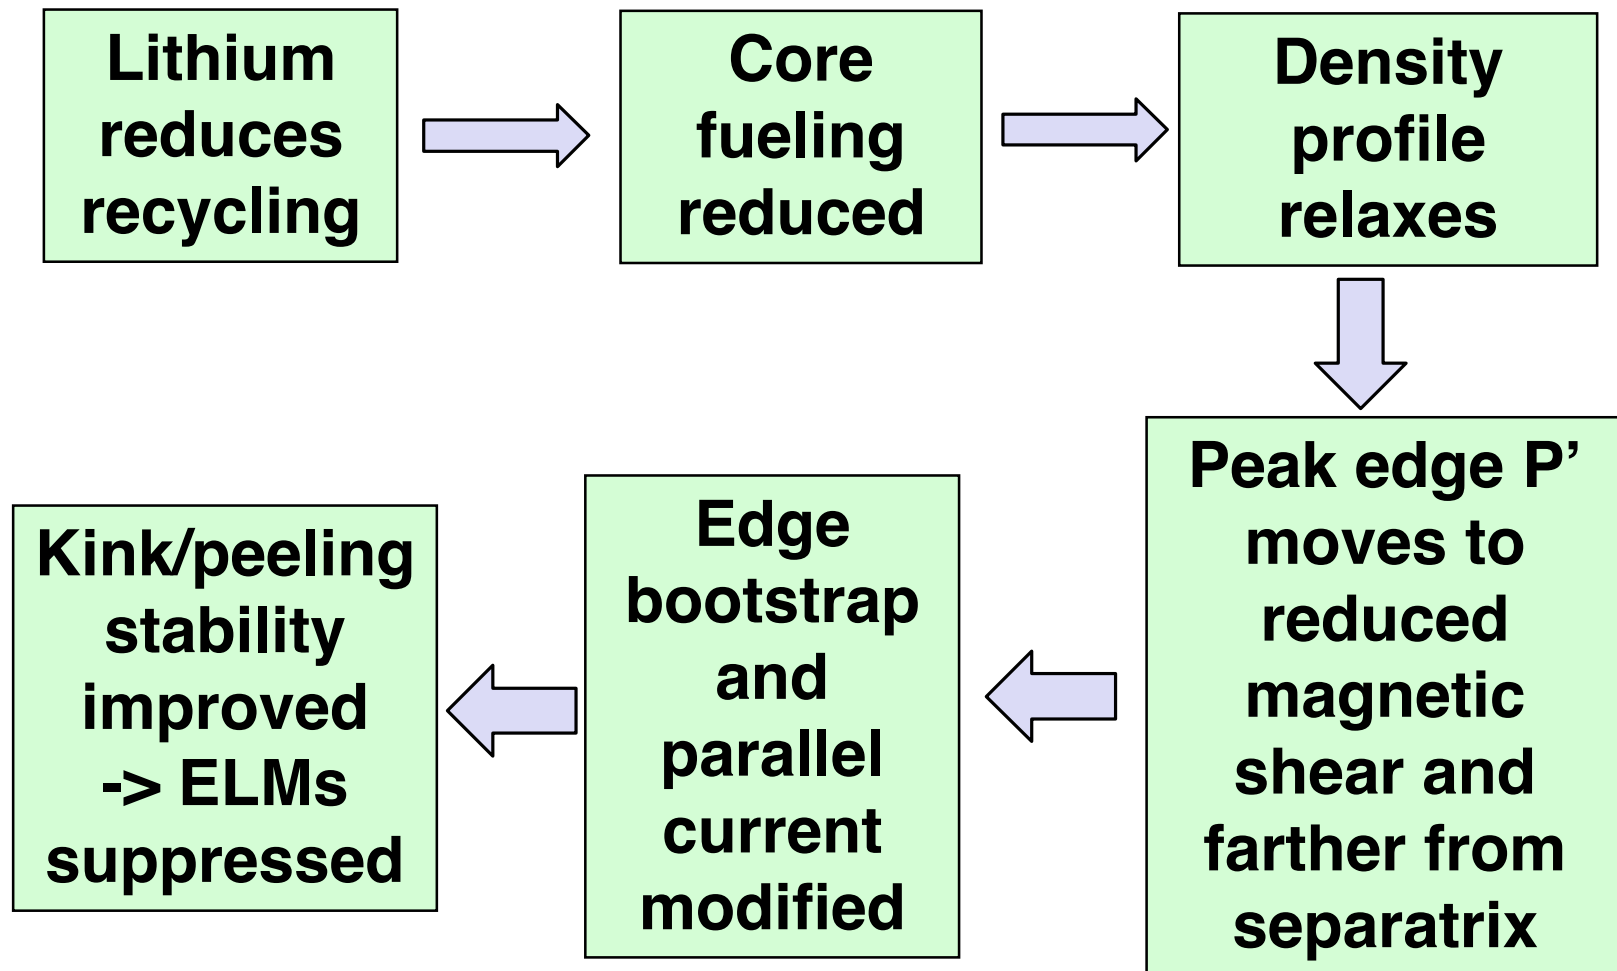 Lithium
reduces
recycling
Core
fueling
reduced
Density
profile
relaxes
Peak edge P’
moves to
reduced
magnetic
shear and
farther from
separatrix
Edge
bootstrap
and
parallel
current
modified
Kink/peeling
stability
improved
-> ELMs
suppressed